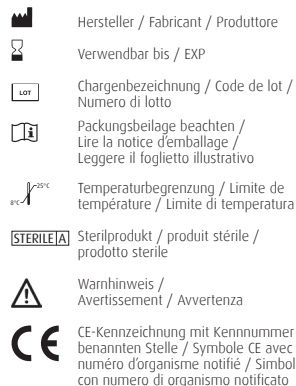 Hersteller / Fabricant / Produttore
Verwendbar bis / EXP
LOT
Chargenbezeichnung / Code de lot /
Numero di lotto
Packungsbeilage beachten /
Lire la notice d'emballage /
Leggere il foglietto illustrativo
8°C 25°C
Temperaturbegrenzung / Limite de
température / Limite di temperatura
STERILE A
Sterilprodukt / produit stérile /
prodotto sterile
Warnhinweis /
Avertissement / Avvertenza
CE
CE-Kennzeichnung mit Kennnummer
benannten Stelle / Symbole CE avec
numéro d'organisme notifié / Simbol
con numero di organismo notificato